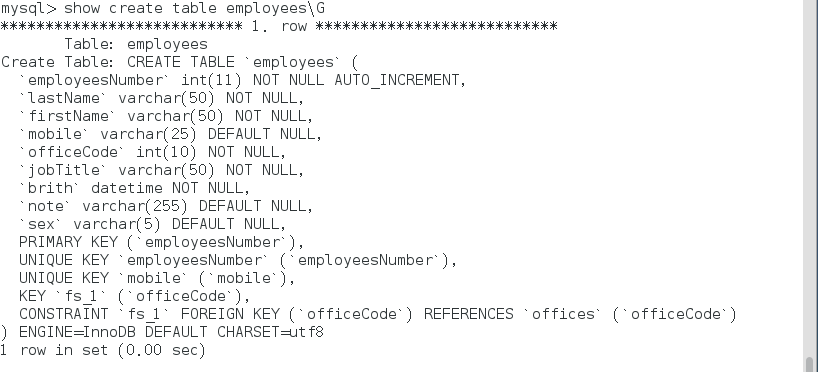 mysql> show create table employees\G
*************************** 1. row ***************************
       Table: employees
Create Table: CREATE TABLE `employees` (
  `employeesNumber` int(11) NOT NULL AUTO_INCREMENT,
  `lastName` varchar(50) NOT NULL,
  `firstName` varchar(50) NOT NULL,
  `mobile` varchar(25) DEFAULT NULL,
  `officeCode` int(10) NOT NULL,
  `jobTitle` varchar(50) NOT NULL,
  `brith` datetime NOT NULL,
  `note` varchar(255) DEFAULT NULL,
  `sex` varchar(5) DEFAULT NULL,
  PRIMARY KEY (`employeesNumber`),
  UNIQUE KEY `employeesNumber` (`employeesNumber`),
  UNIQUE KEY `mobile` (`mobile`),
  KEY `fs_1` (`officeCode`),
  CONSTRAINT `fs_1` FOREIGN KEY (`officeCode`) REFERENCES `offices` (`officeCode`)
) ENGINE=InnoDB DEFAULT CHARSET=utf8
1 row in set (0.00 sec)